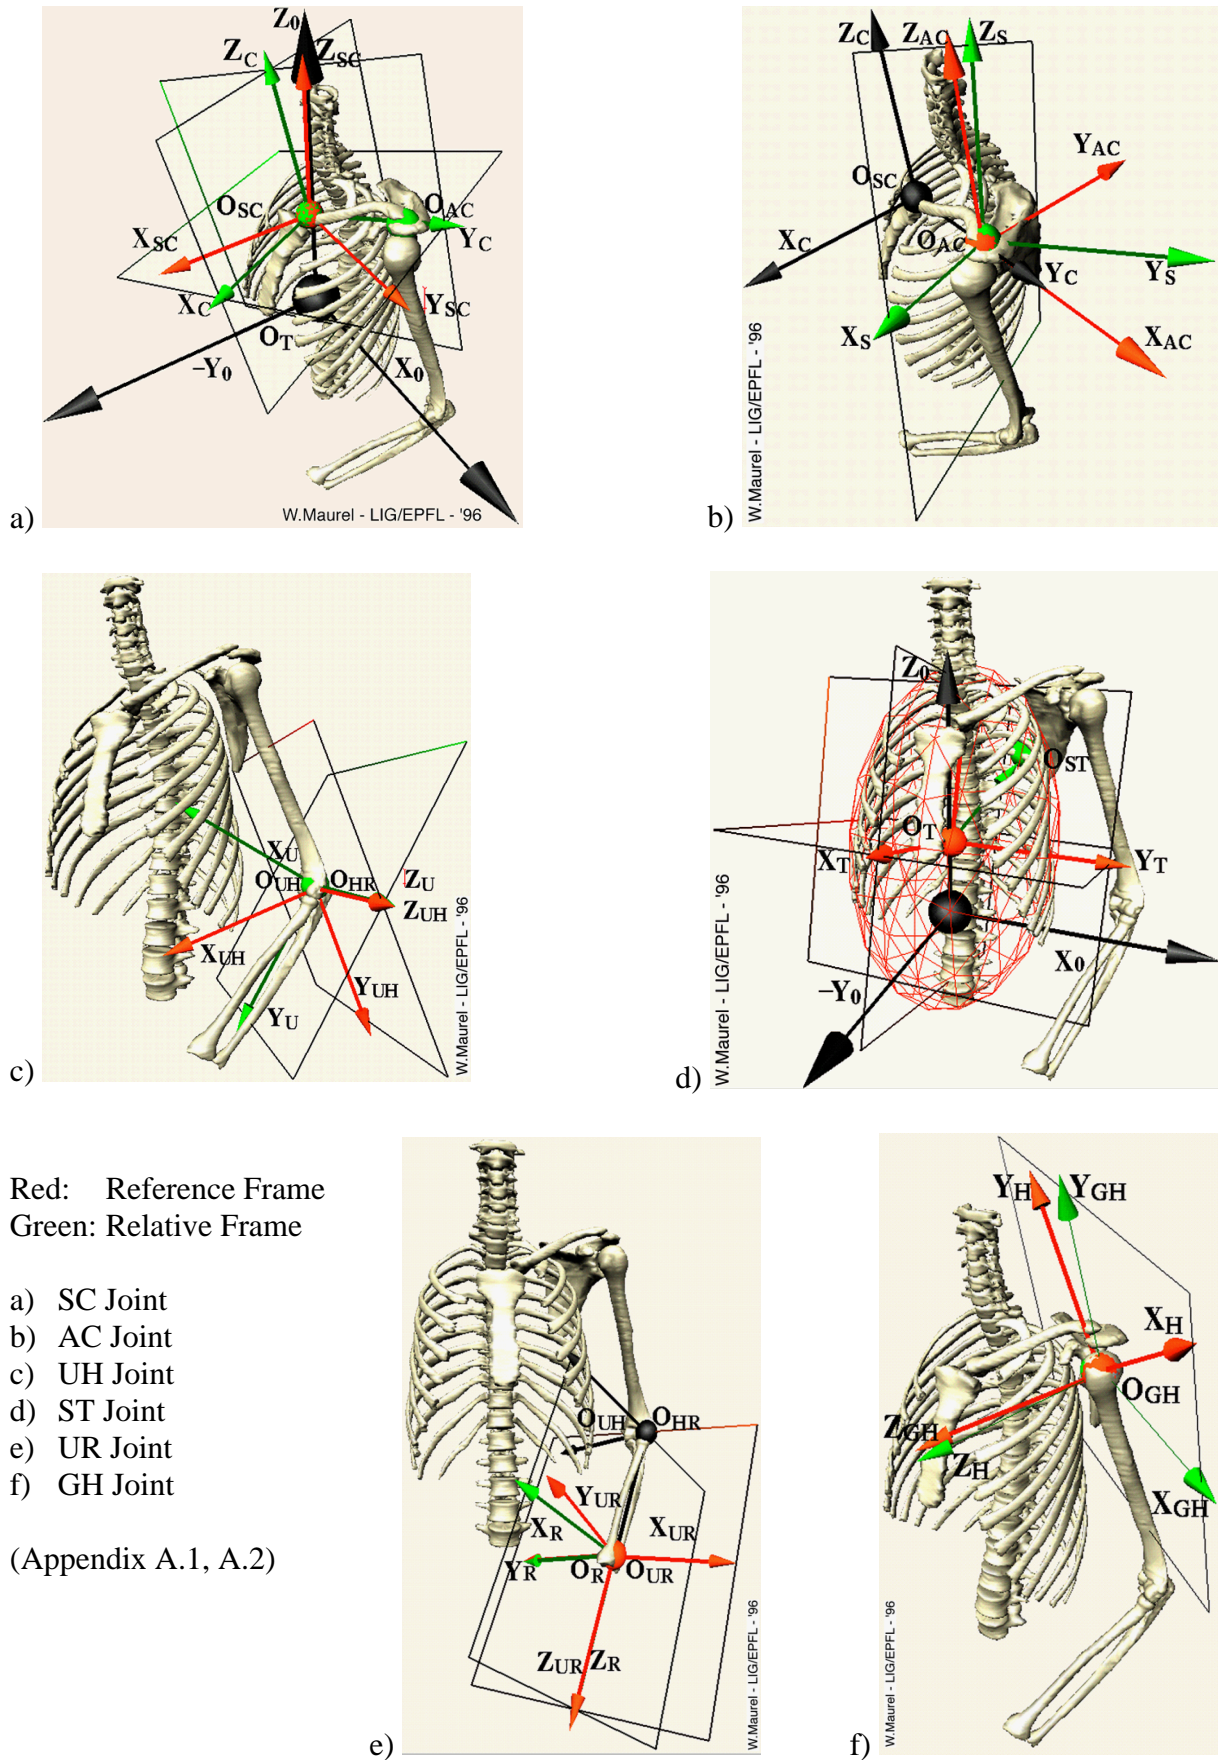 Z0
ZC
ZSC
OSC
OAC
XSC
YC
XC
YSC
OT
–Y0
X0
W.Maurel - LIG/EPFL - '96
a)
ZC
ZAC
ZS
YAC
OSC
XC
OAC
YC
YS
XS
XAC
W.Maurel - LIG/EPFL - '96
b)
XU
OUH
OHR
ZU
ZUH
XUH
YUH
YU
W.Maurel - LIG/EPFL - '96
c)
Z0
OST
OT
XT
YT
X0
–Y0
W.Maurel - LIG/EPFL - '96
d)
Red: Reference Frame
Green: Relative Frame
a) SC Joint
b) AC Joint
c) UH Joint
d) ST Joint
e) UR Joint
f) GH Joint
(Appendix A.1, A.2)
OUH
OHR
YUR
XR
XUR
YR
OR
OUR
ZUR
ZR
W.Maurel - LIG/EPFL - '96
e)
YH
YGH
XH
OGH
ZGH
ZH
XGH
W.Maurel - LIG/EPFL - '96
f)